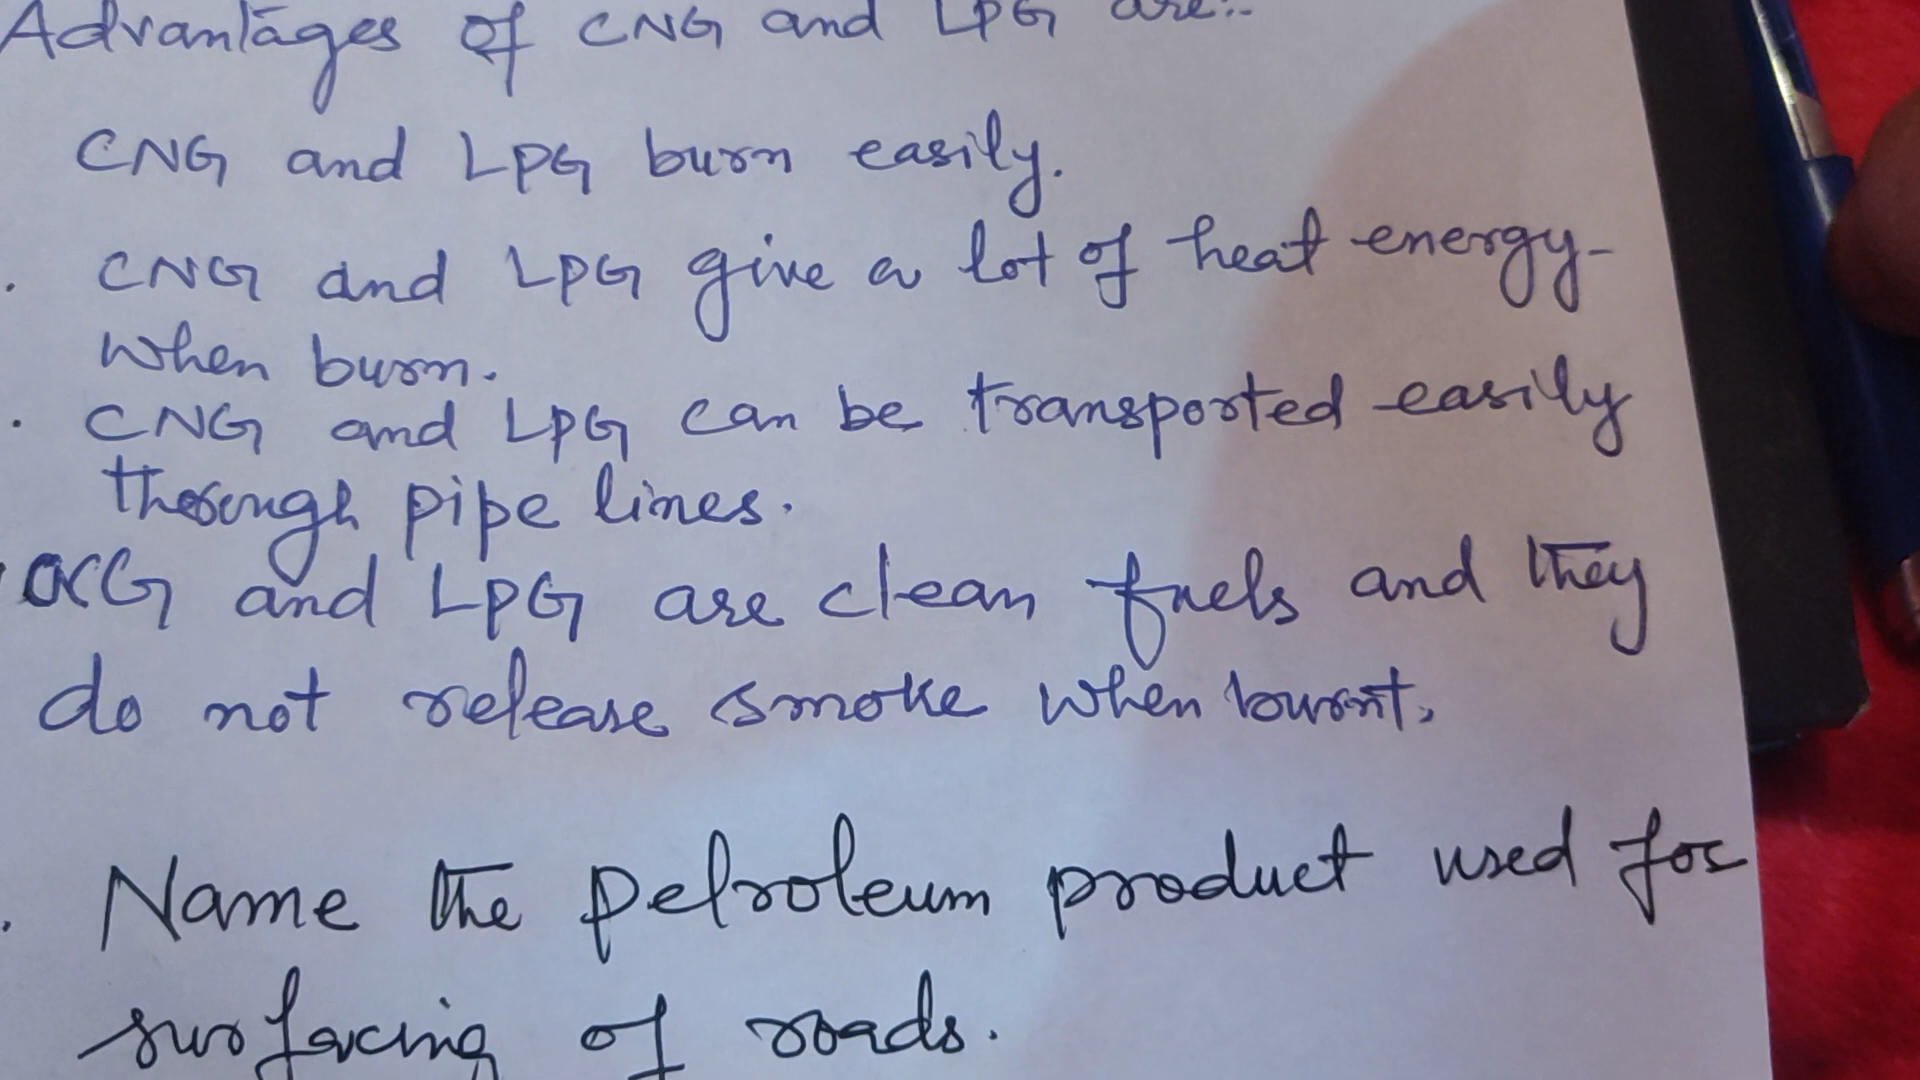 Advantages of CNG and LPG are:-
CNG and LPG burn easily.
. CNG and LPG give a lot of heat energy-
when burn.
. CNG and LPG can be transported easily
through pipe lines.
and LPG are clean fuels and they
do not release smoke when burnt.
. Name the petroleum product used for
surfacing of roads.